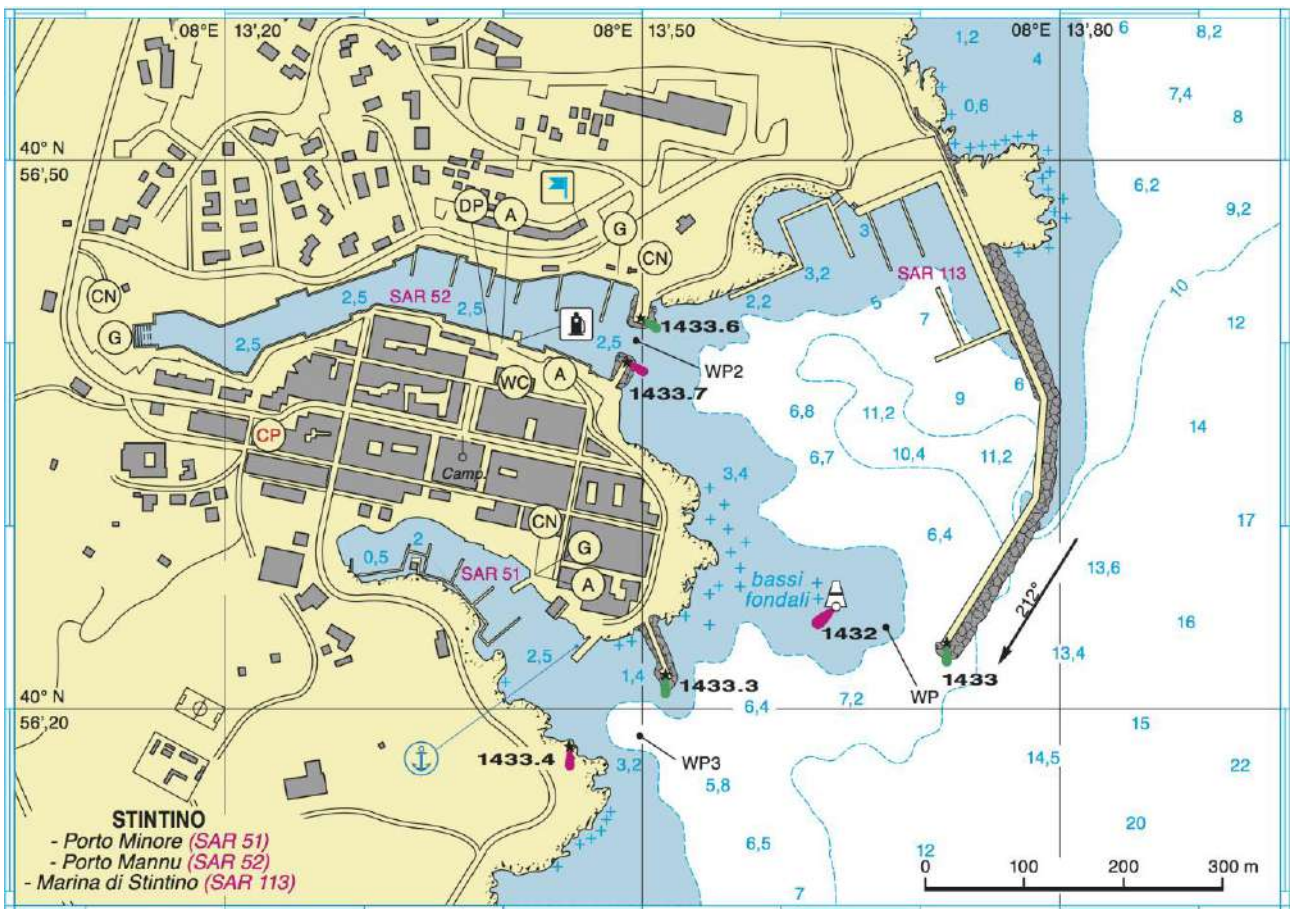 08°E 13',20
08°E 13',50
08°E 13',80
6
8,2
1,2
4
7,4
0,6
8
40° N
56',50
6,2
9,2
DP
A
G
CN
3
SAR 113
3,2
10
CN
2,5
SAR 52
2,5
2,2
5
7
12
G
2,5
2,5
1433.6
WP2
1433.7
WC
A
6
9
6,8
11,2
14
CP
6,7
10,4
11,2
Camp.
3,4
17
CN
6,4
0,5
2
G
SAR 51
A
bassi
fondali
13,6
212°
16
1432
2,5
13,4
1,4
1433.3
WP
1433
40° N
56',20
6,4
7,2
15
1433.4
3,2
WP3
14,5
22
5,8
STINTINO
- Porto Minore (SAR 51)
- Porto Mannu (SAR 52)
- Marina di Stintino (SAR 113)
6,5
20
12
7
0 100 200 300 m